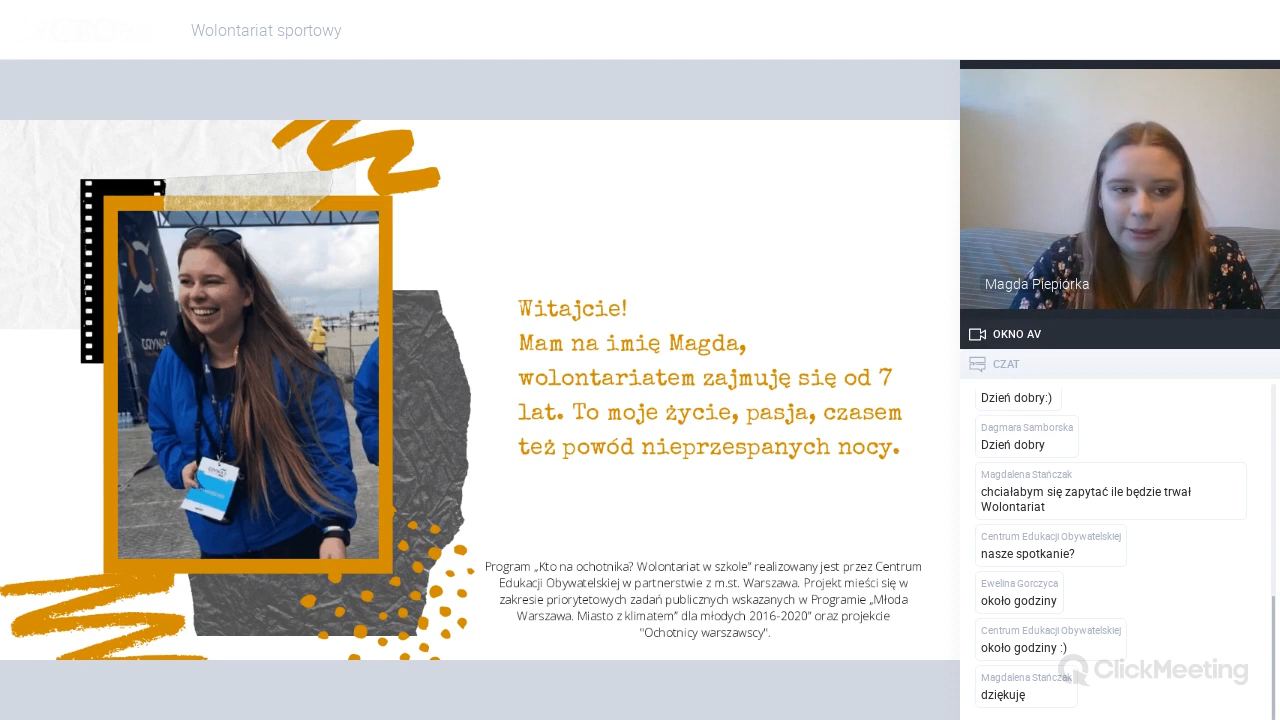 Wolontariat sportowy
Witajcie!
Mam na imię Magda,
wolontariatem zajmuję się od 7
lat. To moje życie, pasja, czasem
też powód nieprzespanych nocy.
Program „Kto na ochotnika? Wolontariat w szkole” realizowany jest przez Centrum
Edukacji Obywatelskiej w partnerstwie z m.st. Warszawa. Projekt mieści się w
zakresie priorytetowych zadań publicznych wskazanych w Programie „Młoda
Warszawa. Miasto z klimatem” dla młodych 2016-2020” oraz projekcie
"Ochotnicy warszawscy".
Magda Plepiórka
OKNO AV
CZAT
Dzień dobry:)
Dagmara Samborska
Dzień dobry
Magdalena Stańczak
chciałabym się zapytać ile będzie trwał
Wolontariat
Centrum Edukacji Obywatelskiej
nasze spotkanie?
Ewelina Gorczyca
około godziny
Centrum Edukacji Obywatelskiej
około godziny :)
Magdalena Stańczak
dziękuję
ClickMeeting